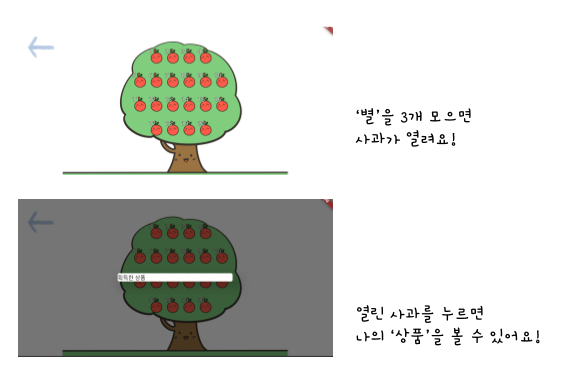 '별'을 3개 모으면
사과가 열려요!
획득한 상품
열린 사과를 누르면
나의 '상품'을 볼 수 있어요!